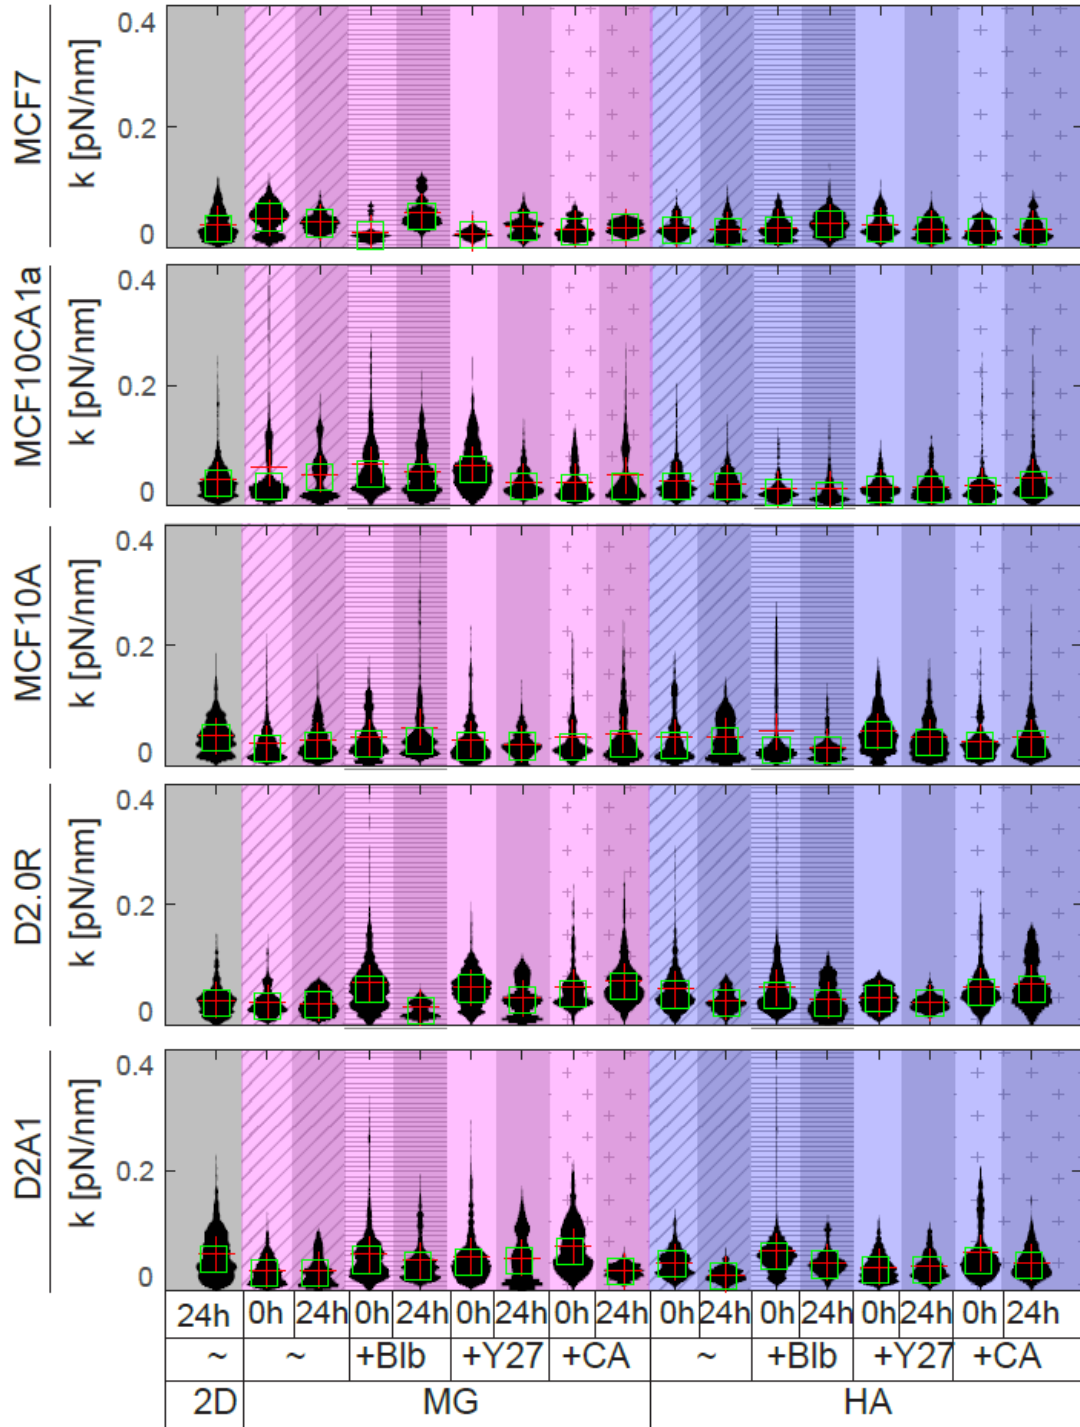 MCF7
k [pN/nm]
0.4
0.2
0
MCF10CA1a
k [pN/nm]
0.4
0.2
0
MCF10A
k [pN/nm]
0.4
0.2
0
D2.0R
k [pN/nm]
0.4
0.2
0
D2A1
k [pN/nm]
0.4
0.2
0
24h 0h 24h 0h 24h 0h 24h 0h 24h 0h 24h 0h 24h 0h 24h 0h 24h
~ ~ +Blb +Y27 +CA ~ +Blb +Y27 +CA
2D MG HA